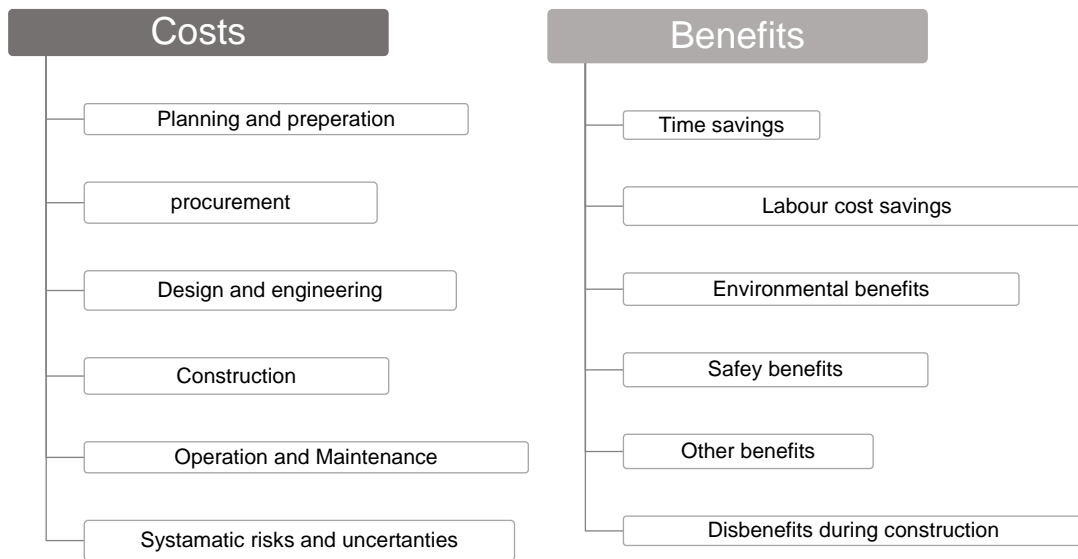 Costs
Planning and preperation
procurement
Design and engineering
Construction
Operation and Maintenance
Systamatic risks and uncertanties
Benefits
Time savings
Labour cost savings
Environmental benefits
Safey benefits
Other benefits
Disbenefits during construction